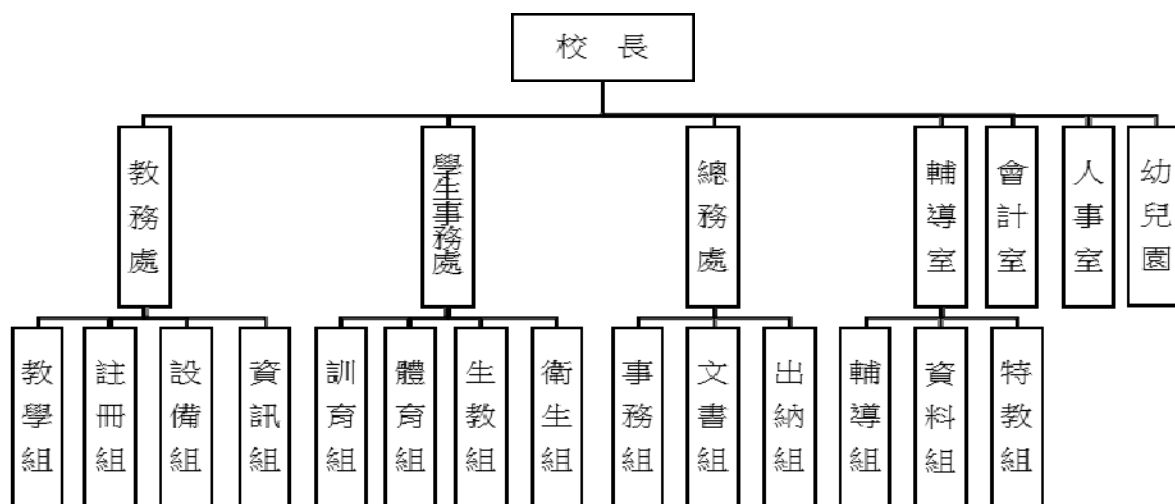 校 長
教務處
學生事務處
總務處
輔導室
會計室
人事室
幼兒園
教學組
註冊組
設備組
資訊組
訓育組
體育組
生教組
衛生組
事務組
文書組
出納組
輔導組
資料組
特教組